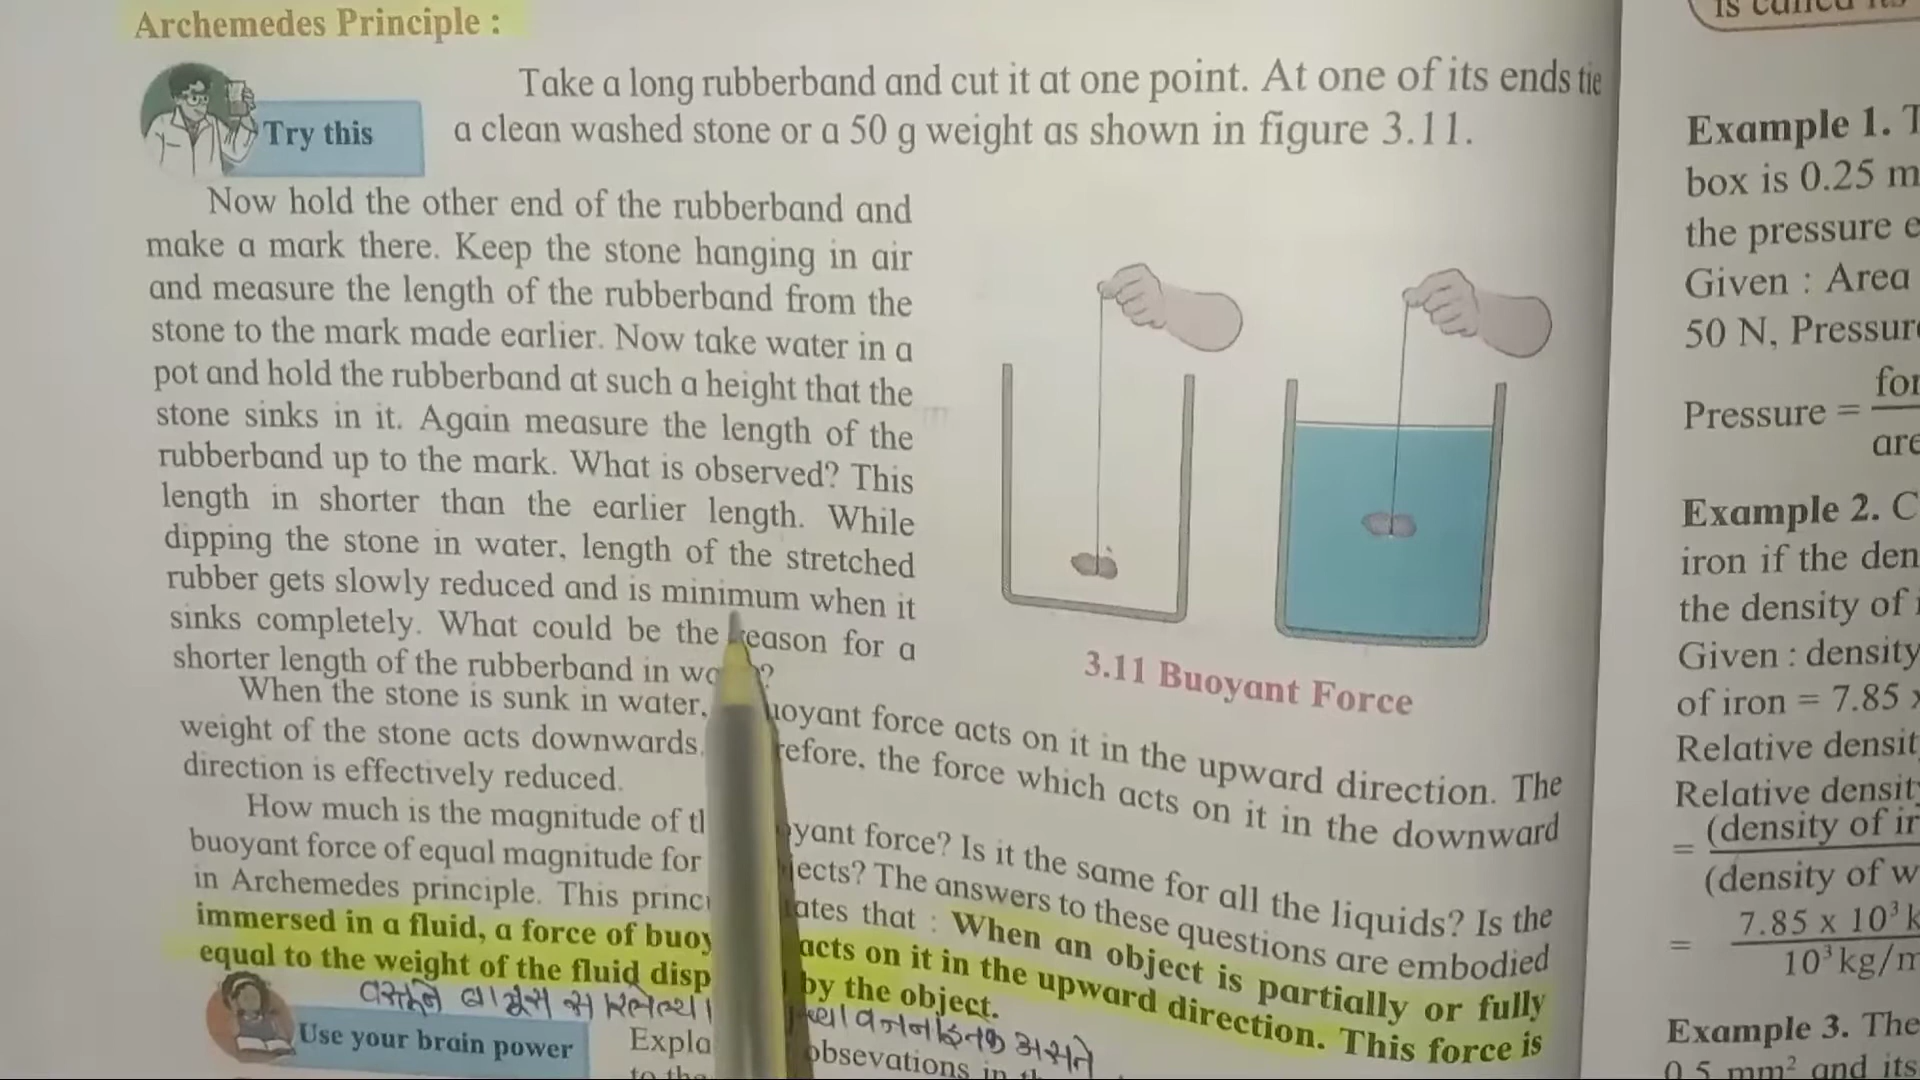 Archemedes Principle :
Take a long rubberband and cut it at one point. At one of its ends tie
Try this
a clean washed stone or a 50 g weight as shown in figure 3.11.
Now hold the other end of the rubberband and
make a mark there. Keep the stone hanging in air
and measure the length of the rubberband from the
stone to the mark made earlier. Now take water in a
pot and hold the rubberband at such a height that the
stone sinks in it. Again measure the length of the
rubberband up to the mark. What is observed? This
length in shorter than the earlier length. While
dipping the stone in water, length of the stretched
rubber gets slowly reduced and is minimum when it
sinks completely. What could be the reason for a
shorter length of the rubberband in
3.11 Buoyant Force
When the stone is sunk in water, force acts on it in the upward direction. The
weight of the stone acts downwards. the force which acts on it in the downward
direction is effectively reduced.
How much is the magnitude of force? Is it the same for all the liquids? Is the
buoyant force of equal magnitude for The answers to these questions are embodied
in Archemedes principle. This that : When an object is partially or fully
immersed in a fluid, a force of acts on it in the upward direction. This force is
equal to the weight of the fluid by the object.
Use your brain power
is
Example 1.
box is 0.25 m
the pressure
Given : Area
50 N, Pressure
Pressure =
Example 2.
iron if the
the density of
Given : density
of iron = 7.85 x
Relative
Relative density
= (density of
(density of
= 7.85 x 10³
10³ kg/m
Example 3. The
0.5 mm² and its